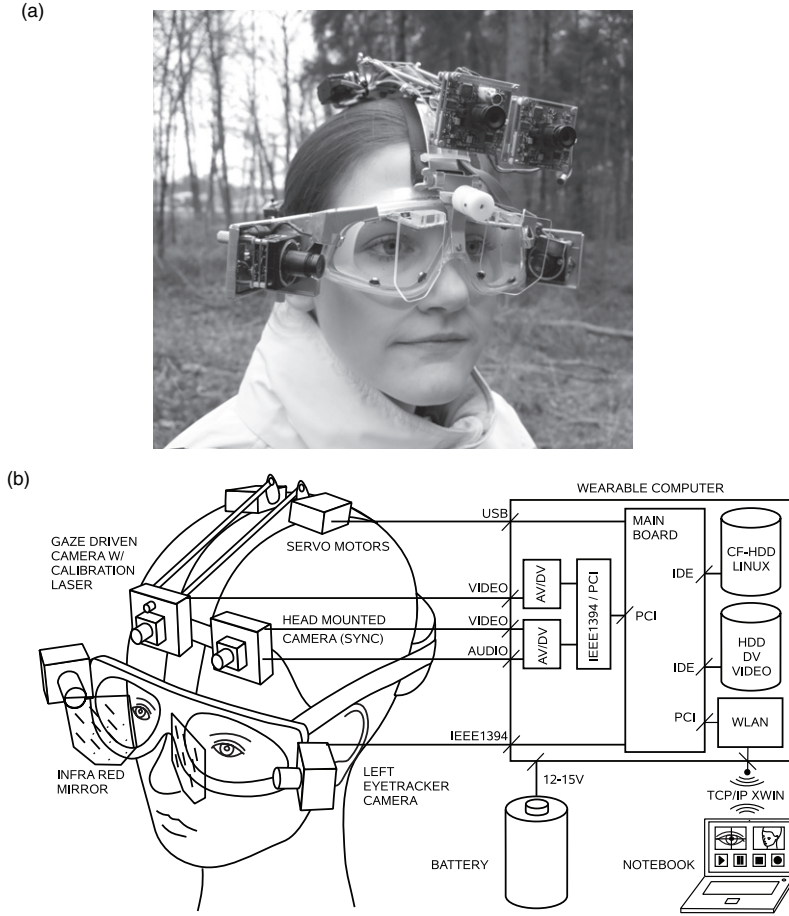 (a)
(b)
WEARABLE COMPUTER
USB
MAIN
BOARD
SERVO MOTORS
CF-HDD
LINUX
GAZE DRIVEN
CAMERA W/
CALIBRATION
LASER
IDE
VIDEO
AV/DV
HEAD MOUNTED
CAMERA (SYNC)
VIDEO
AUDIO
AV/DV
IEEE1394 / PCI
PCI
HDD
DV
VIDEO
IDE
PCI
WLAN
IEEE1394
INFRA RED
MIRROR
LEFT
EYETRACKER
CAMERA
12-15V
TCP/IP XWIN
BATTERY
NOTEBOOK